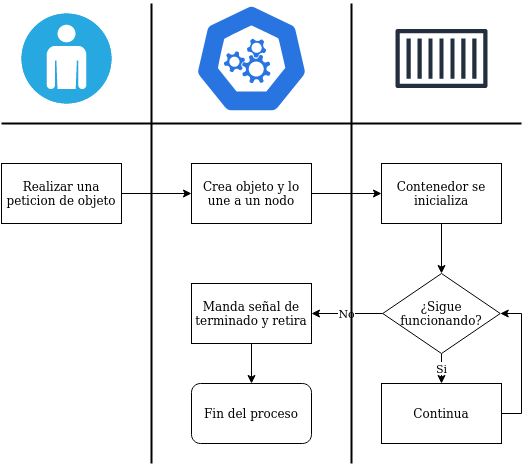 Realizar una
peticion de objeto
Crea objeto y lo
une a un nodo
Contenedor se
inicializa
¿Sigue
funcionando?
No
Manda señal de
terminado y retira
Si
Fin del proceso
Continua